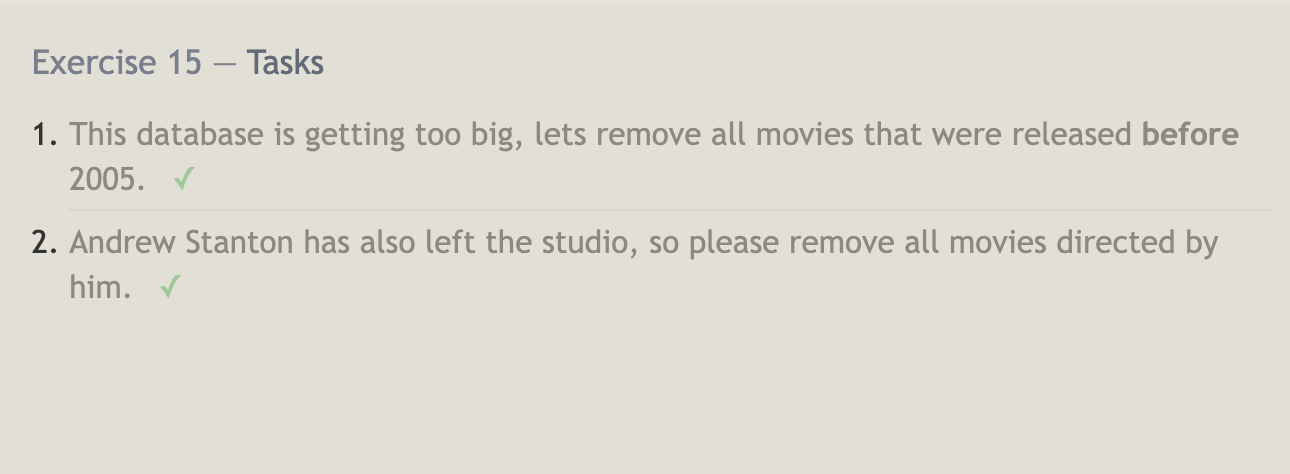 Exercise 15 — Tasks
1. This database is getting too big, lets remove all movies that were released before
2005. ✓
2. Andrew Stanton has also left the studio, so please remove all movies directed by
him. ✓